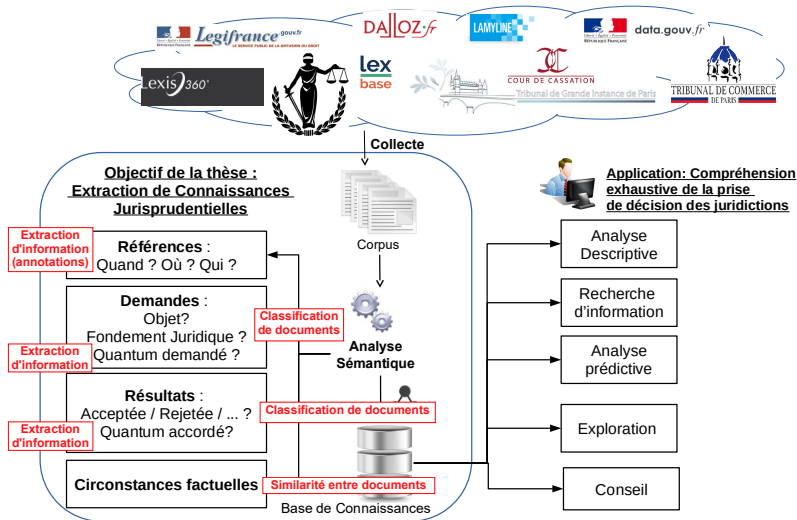 Legifrance.gouv.fr
LE SERVICE PUBLIC DE LA DIFFUSION DU DROIT
RÉPUBLIQUE FRANÇAISE
DALLOZ.fr
LAMYLINE
RÉPUBLIQUE FRANÇAISE
data.gouv.fr
Lexis 360°
lex
base
COUR DE CASSATION
Tribunal de Grande Instance de Paris
TRIBUNAL DE COMMERCE
DE PARIS
Collecte
Objectif de la thèse :
Extraction de Connaissances
Jurisprudentielles
Application: Compréhension
exhaustive de la prise
de décision des juridictions
Corpus
Extraction
d'information
(annotations)
Références :
Quand ? Où ? Qui ?
Demandes :
Objet?
Fondement Juridique ?
Quantum demandé ?
Extraction
d'information
Classification
de documents
Analyse
Sémantique
Résultats :
Acceptée / Rejetée / ... ?
Quantum accordé?
Extraction
d'information
Classification de documents
Circonstances factuelles
Similarité entre documents
Base de Connaissances
Analyse
Descriptive
Recherche
d'information
Analyse
prédictive
Exploration
Conseil